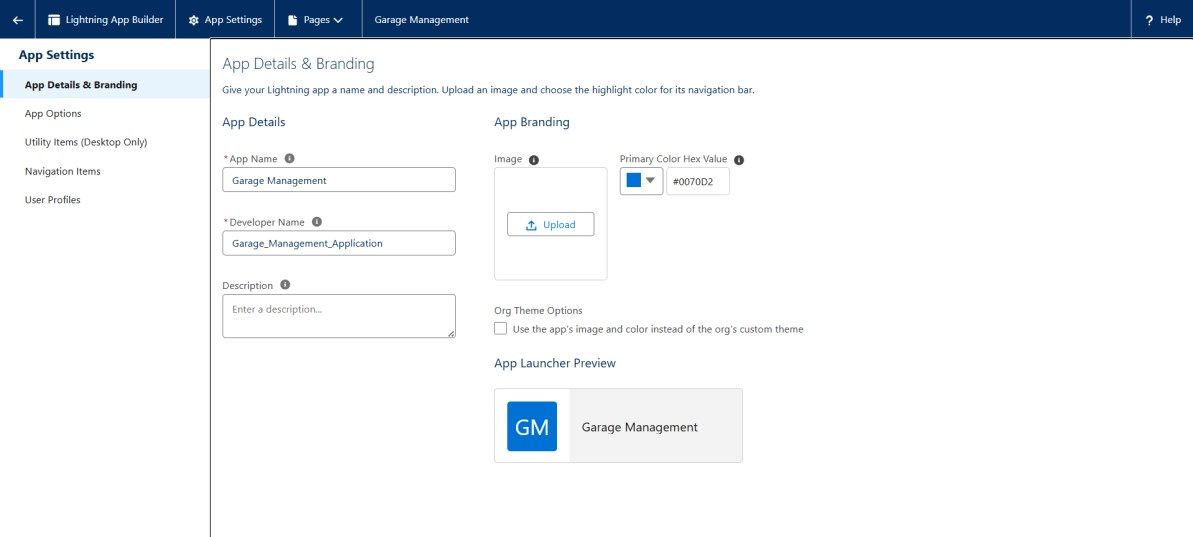 Lightning App Builder
App Settings
Pages
Garage Management
? Help
App Settings
App Details & Branding
App Options
Utility Items (Desktop Only)
Navigation Items
User Profiles
App Details & Branding
Give your Lightning app a name and description. Upload an image and choose the highlight color for its navigation bar.
App Details
*App Name
Garage Management
*Developer Name
Garage_Management_Application
Description
Enter a description...
App Branding
Image
Upload
Primary Color Hex Value
#0070D2
Org Theme Options
Use the app's image and color instead of the org's custom theme
App Launcher Preview
GM
Garage Management